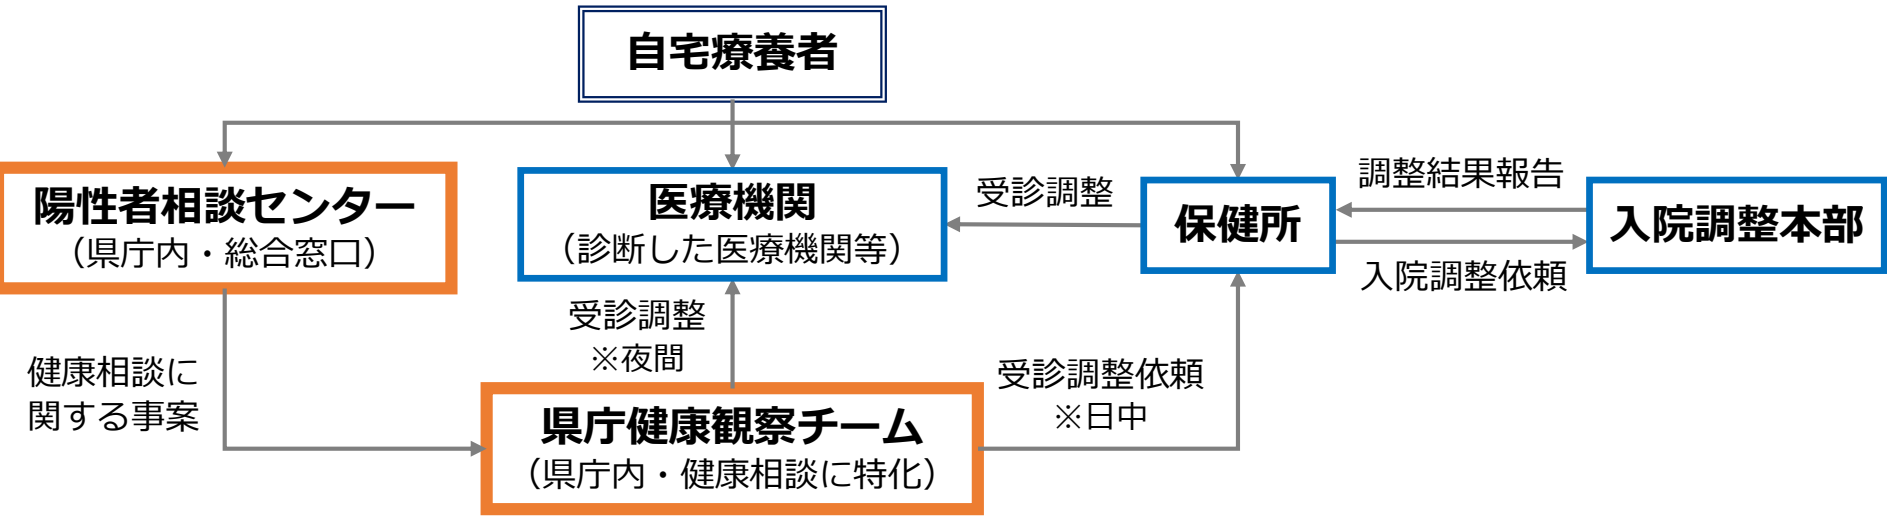 自宅療養者
陽性者相談センター
（県庁内・総合窓口）
医療機関
（診断した医療機関等）
受診調整
保健所
調整結果報告
入院調整依頼
入院調整本部
健康相談に
関する事案
受診調整
※夜間
県庁健康観察チーム
（県庁内・健康相談に特化）
受診調整依頼
※日中